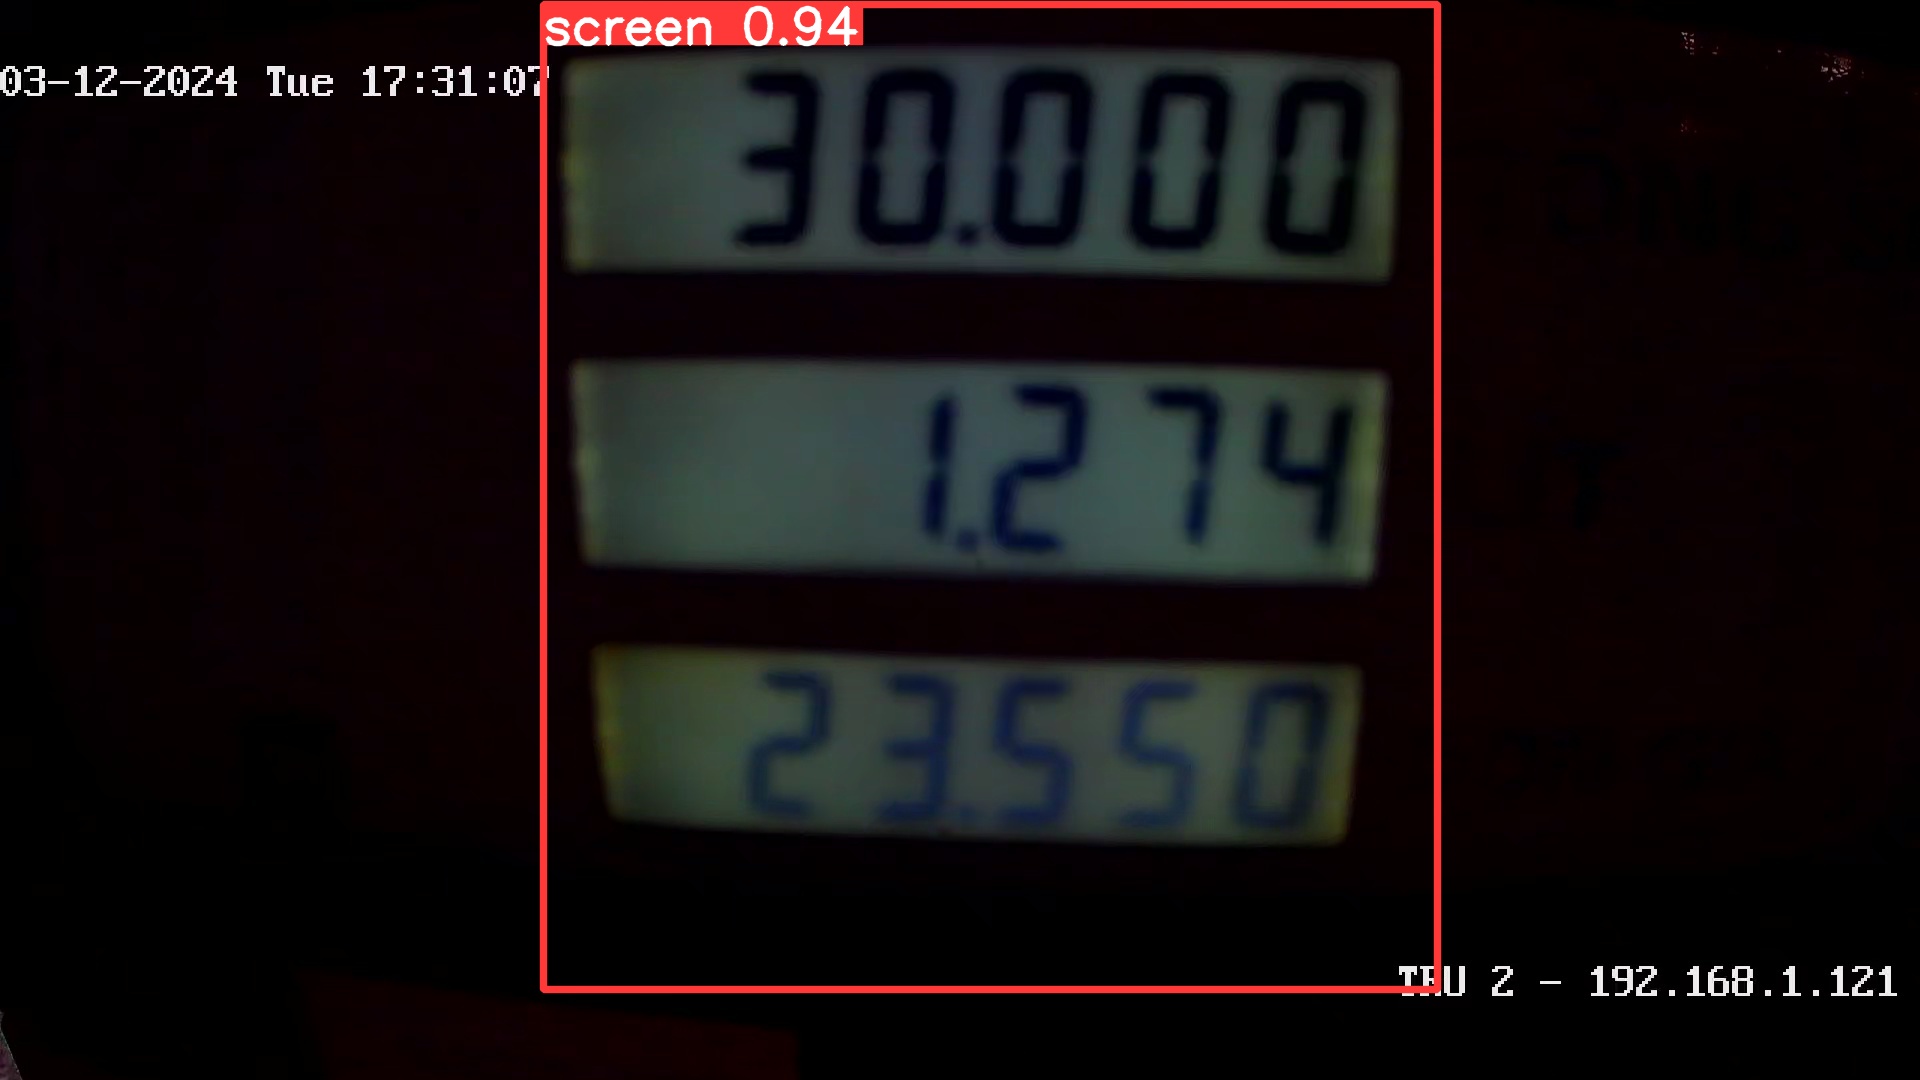 screen 0.94
03-12-2024 Tue 17:31:07
30.000
1.274
23.550
TRU 2 - 192.168.1.121